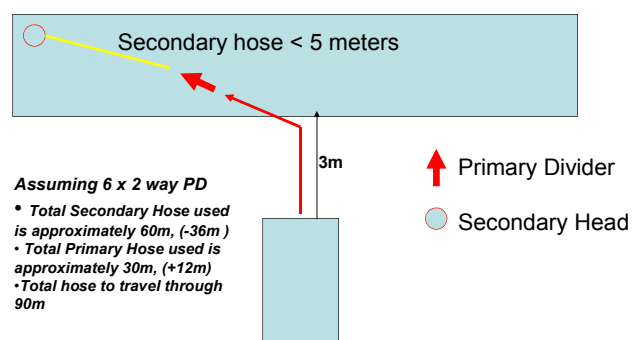 Secondary hose < 5 meters
3m
Primary Divider
Secondary Head
Assuming 6 x 2 way PD
• Total Secondary Hose used
is approximately 60m, (-36m )
• Total Primary Hose used is
approximately 30m, (+12m)
•Total hose to travel through
90m